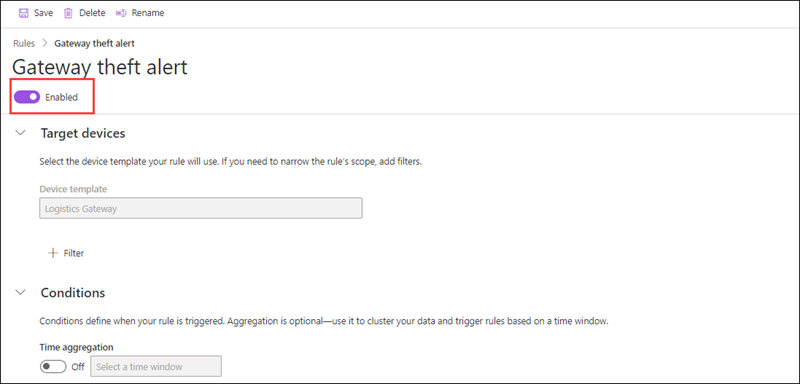 Save Delete Rename
Rules > Gateway theft alert
Gateway theft alert
Enabled
Target devices
Select the device template your rule will use. If you need to narrow the rule's scope, add filters.
Device template
Logistics Gateway
+ Filter
Conditions
Conditions define when your rule is triggered. Aggregation is optional—use it to cluster your data and trigger rules based on a time window.
Time aggregation
Off Select a time window